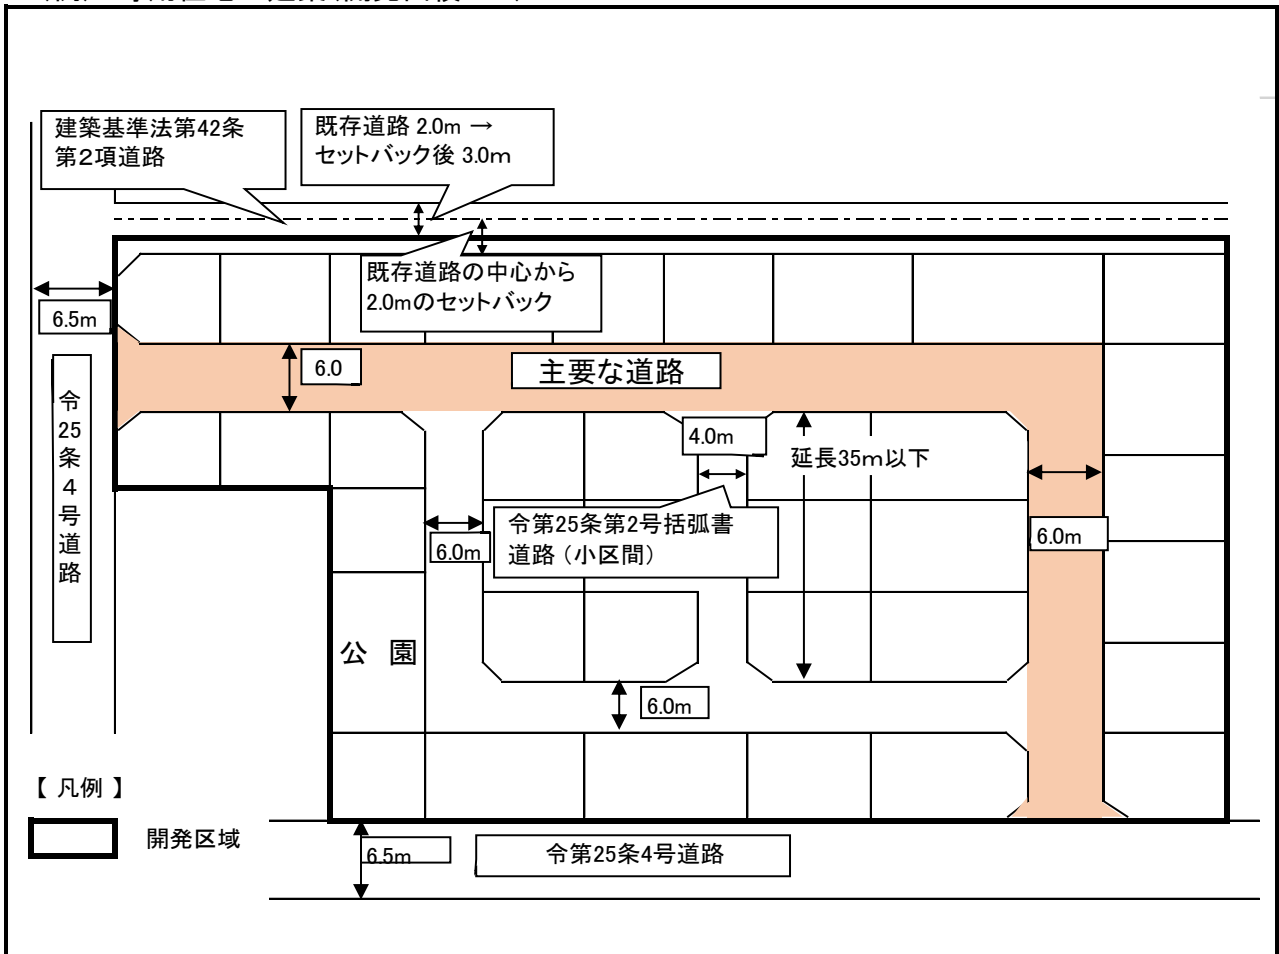 建築基準法第42条
第2項道路
既存道路 2.0m →
セットバック後 3.0m
既存道路の中心から
2.0mのセットバック
6.5m
6.0
主要な道路
令25条4号道路
4.0m
延長35m以下
令第25条第2号括弧書
道路（小区間）
6.0m
6.0m
公 園
6.0m
【 凡例 】
開発区域
6.5m
令第25条4号道路